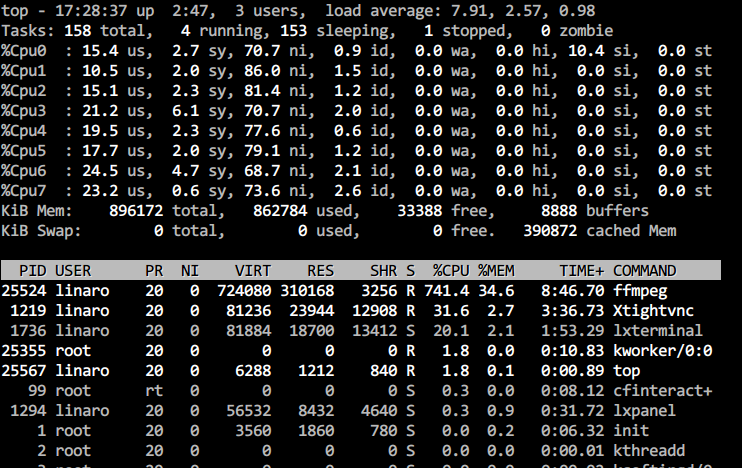 top - 17:28:37 up  2:47,  3 users,  load average: 7.91, 2.57, 0.98
Tasks: 158 total,   4 running, 153 sleeping,   1 stopped,   0 zombie
%Cpu0  : 15.4 us,  2.7 sy, 70.7 ni,  0.9 id,  0.0 wa,  0.0 hi, 10.4 si,  0.0 st
%Cpu1  : 10.5 us,  2.0 sy, 86.0 ni,  1.5 id,  0.0 wa,  0.0 hi,  0.0 si,  0.0 st
%Cpu2  : 15.1 us,  2.3 sy, 81.4 ni,  1.2 id,  0.0 wa,  0.0 hi,  0.0 si,  0.0 st
%Cpu3  : 21.2 us,  6.1 sy, 70.7 ni,  2.0 id,  0.0 wa,  0.0 hi,  0.0 si,  0.0 st
%Cpu4  : 19.5 us,  2.3 sy, 77.6 ni,  0.6 id,  0.0 wa,  0.0 hi,  0.0 si,  0.0 st
%Cpu5  : 17.7 us,  2.0 sy, 79.1 ni,  1.2 id,  0.0 wa,  0.0 hi,  0.0 si,  0.0 st
%Cpu6  : 24.5 us,  4.7 sy, 68.7 ni,  2.1 id,  0.0 wa,  0.0 hi,  0.0 si,  0.0 st
%Cpu7  : 23.2 us,  0.6 sy, 73.6 ni,  2.6 id,  0.0 wa,  0.0 hi,  0.0 si,  0.0 st
KiB Mem:    896172 total,   862784 used,    33388 free,     8888 buffers
KiB Swap:        0 total,        0 used,        0 free.   390872 cached Mem
PID USER      PR  NI    VIRT    RES    SHR S  %CPU %MEM     TIME+ COMMAND
25524 linaro    20   0  724080 310168   3256 R 741.4 34.6   8:46.70 ffmpeg
1219 linaro    20   0   81236  23944  12908 R  31.6  2.7   3:36.73 Xtightvnc
1736 linaro    20   0   81884  18700  13412 S  20.1  2.1   1:53.29 lxterminal
25355 root      20   0       0      0      0 R   1.8  0.0   0:10.83 kworker/0:0
25567 linaro    20   0    6288   1212    840 R   1.8  0.1   0:00.89 top
99 root      rt   0       0      0      0 S   0.3  0.0   0:08.12 cfinteract+
1294 linaro    20   0   56532   8432   4640 S   0.3  0.9   0:31.72 lxpanel
1 root      20   0    3560   1860    780 S   0.0  0.2   0:06.32 init
2 root      20   0       0      0      0 S   0.0  0.0   0:00.01 kthreadd